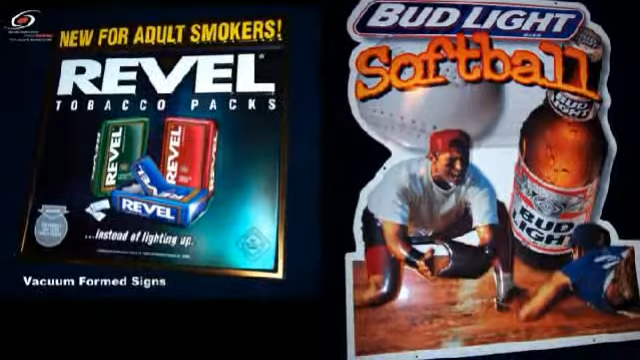 NEW FOR ADULT SMOKERS!
REVEL
TOBACCO PACKS
REVEL
REVEL
REVEL
REVEL
...instead of lighting up.
Vacuum Formed Signs
BUD LIGHT
Softball
BUD
LIGHT
BUD
LIGHT